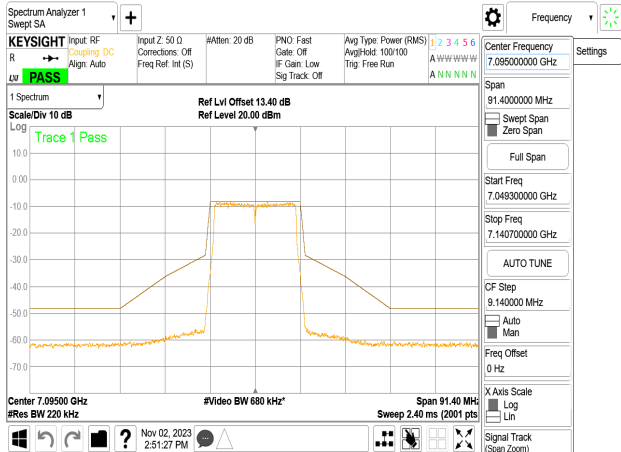 Spectrum Analyzer 1
Swept SA
Frequency
Settings
KEYSIGHT
R
LXI
PASS
Input: RF
Coupling: DC
Align: Auto
Input Z: 50 Ω
Corrections: Off
Freq Ref: Int (S)
#Atten: 20 dB
PNO: Fast
Gate: Off
IF Gain: Low
Sig Track: Off
Avg Type: Power (RMS)
Avg|Hold: 100/100
Trig: Free Run
1 2 3 4 5 6
A W W W W W
A N N N N N
1 Spectrum
Scale/Div 10 dB
Log
Ref Lvl Offset 13.40 dB
Ref Level 20.00 dBm
Trace 1 Pass
10.0
0.00
-10.0
-20.0
-30.0
-40.0
-50.0
-60.0
-70.0
Center 7.09500 GHz
#Res BW 220 kHz
#Video BW 680 kHz*
Span 91.40 MHz
Sweep 2.40 ms (2001 pts
Nov 02, 2023
2:51:27 PM
Center Frequency
7.095000000 GHz
Span
91.4000000 MHz
Swept Span
Zero Span
Full Span
Start Freq
7.049300000 GHz
Stop Freq
7.140700000 GHz
AUTO TUNE
CF Step
9.140000 MHz
Auto
Man
Freq Offset
0 Hz
X Axis Scale
Log
Lin
Signal Track
(Span Zoom)